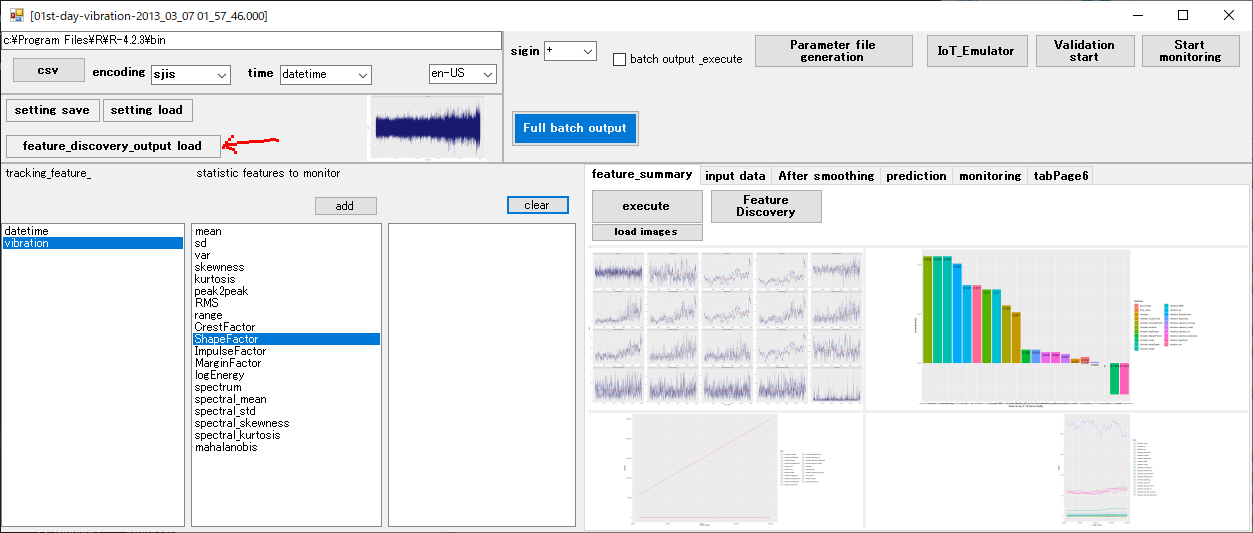 [01st-day-vibration-2013_03_07 01_57_46.000]
c:¥Program Files¥R¥R-4.2.3¥bin
csv
encoding
sjis
time
datetime
en-US
sigin
+
batch output _execute
Parameter file
generation
IoT_Emulator
Validation
start
Start
monitoring
setting save
setting load
feature_discovery_output load
Full batch output
tracking_feature_
statistic features to monitor
add
clear
datetime
vibration
mean
sd
var
skewness
kurtosis
peak2peak
RMS
range
CrestFactor
ShapeFactor
ImpulseFactor
MarginFactor
logEnergy
spectrum
spectral_mean
spectral_std
spectral_skewness
spectral_kurtosis
mahalanobis
feature_summary
input data
After smoothing
prediction
monitoring
tabPage6
execute
Feature
Discovery
load images